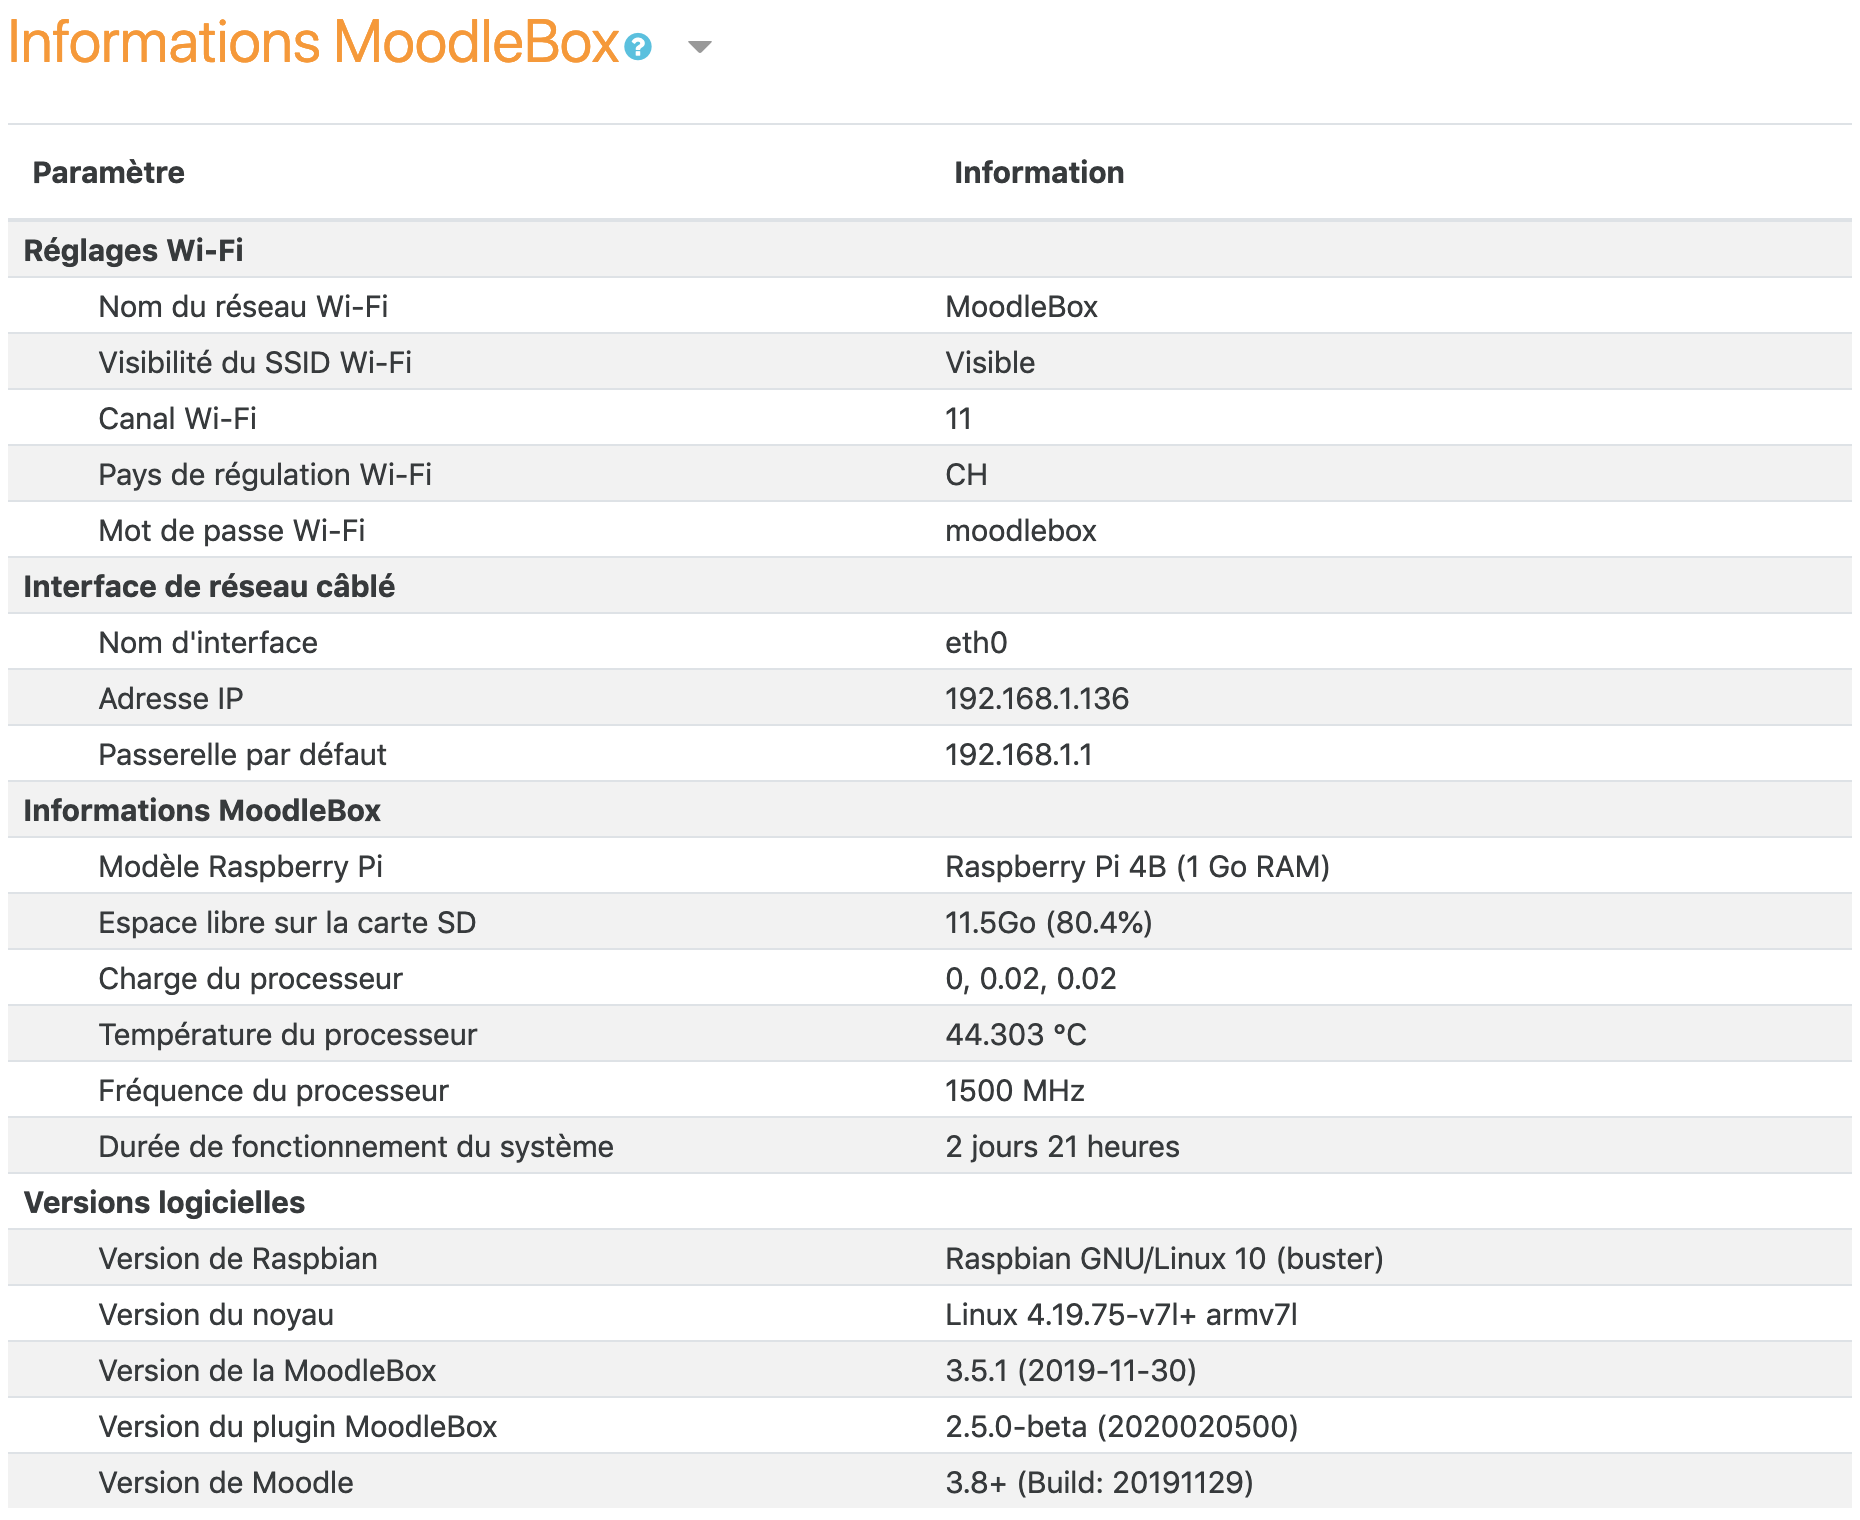 Informations MoodleBox
Paramètre Information
Réglages Wi-Fi
Nom du réseau Wi-Fi MoodleBox
Visibilité du SSID Wi-Fi Visible
Canal Wi-Fi 11
Pays de régulation Wi-Fi CH
Mot de passe Wi-Fi moodlebox
Interface de réseau câblé
Nom d'interface eth0
Adresse IP 192.168.1.136
Passerelle par défaut 192.168.1.1
Informations MoodleBox
Modèle Raspberry Pi Raspberry Pi 4B (1 Go RAM)
Espace libre sur la carte SD 11.5Go (80.4%)
Charge du processeur 0, 0.02, 0.02
Température du processeur 44.303 °C
Fréquence du processeur 1500 MHz
Durée de fonctionnement du système 2 jours 21 heures
Versions logicielles
Version de Raspbian Raspbian GNU/Linux 10 (buster)
Version du noyau Linux 4.19.75-v7l+ armv7l
Version de la MoodleBox 3.5.1 (2019-11-30)
Version du plugin MoodleBox 2.5.0-beta (2020020500)
Version de Moodle 3.8+ (Build: 20191129)